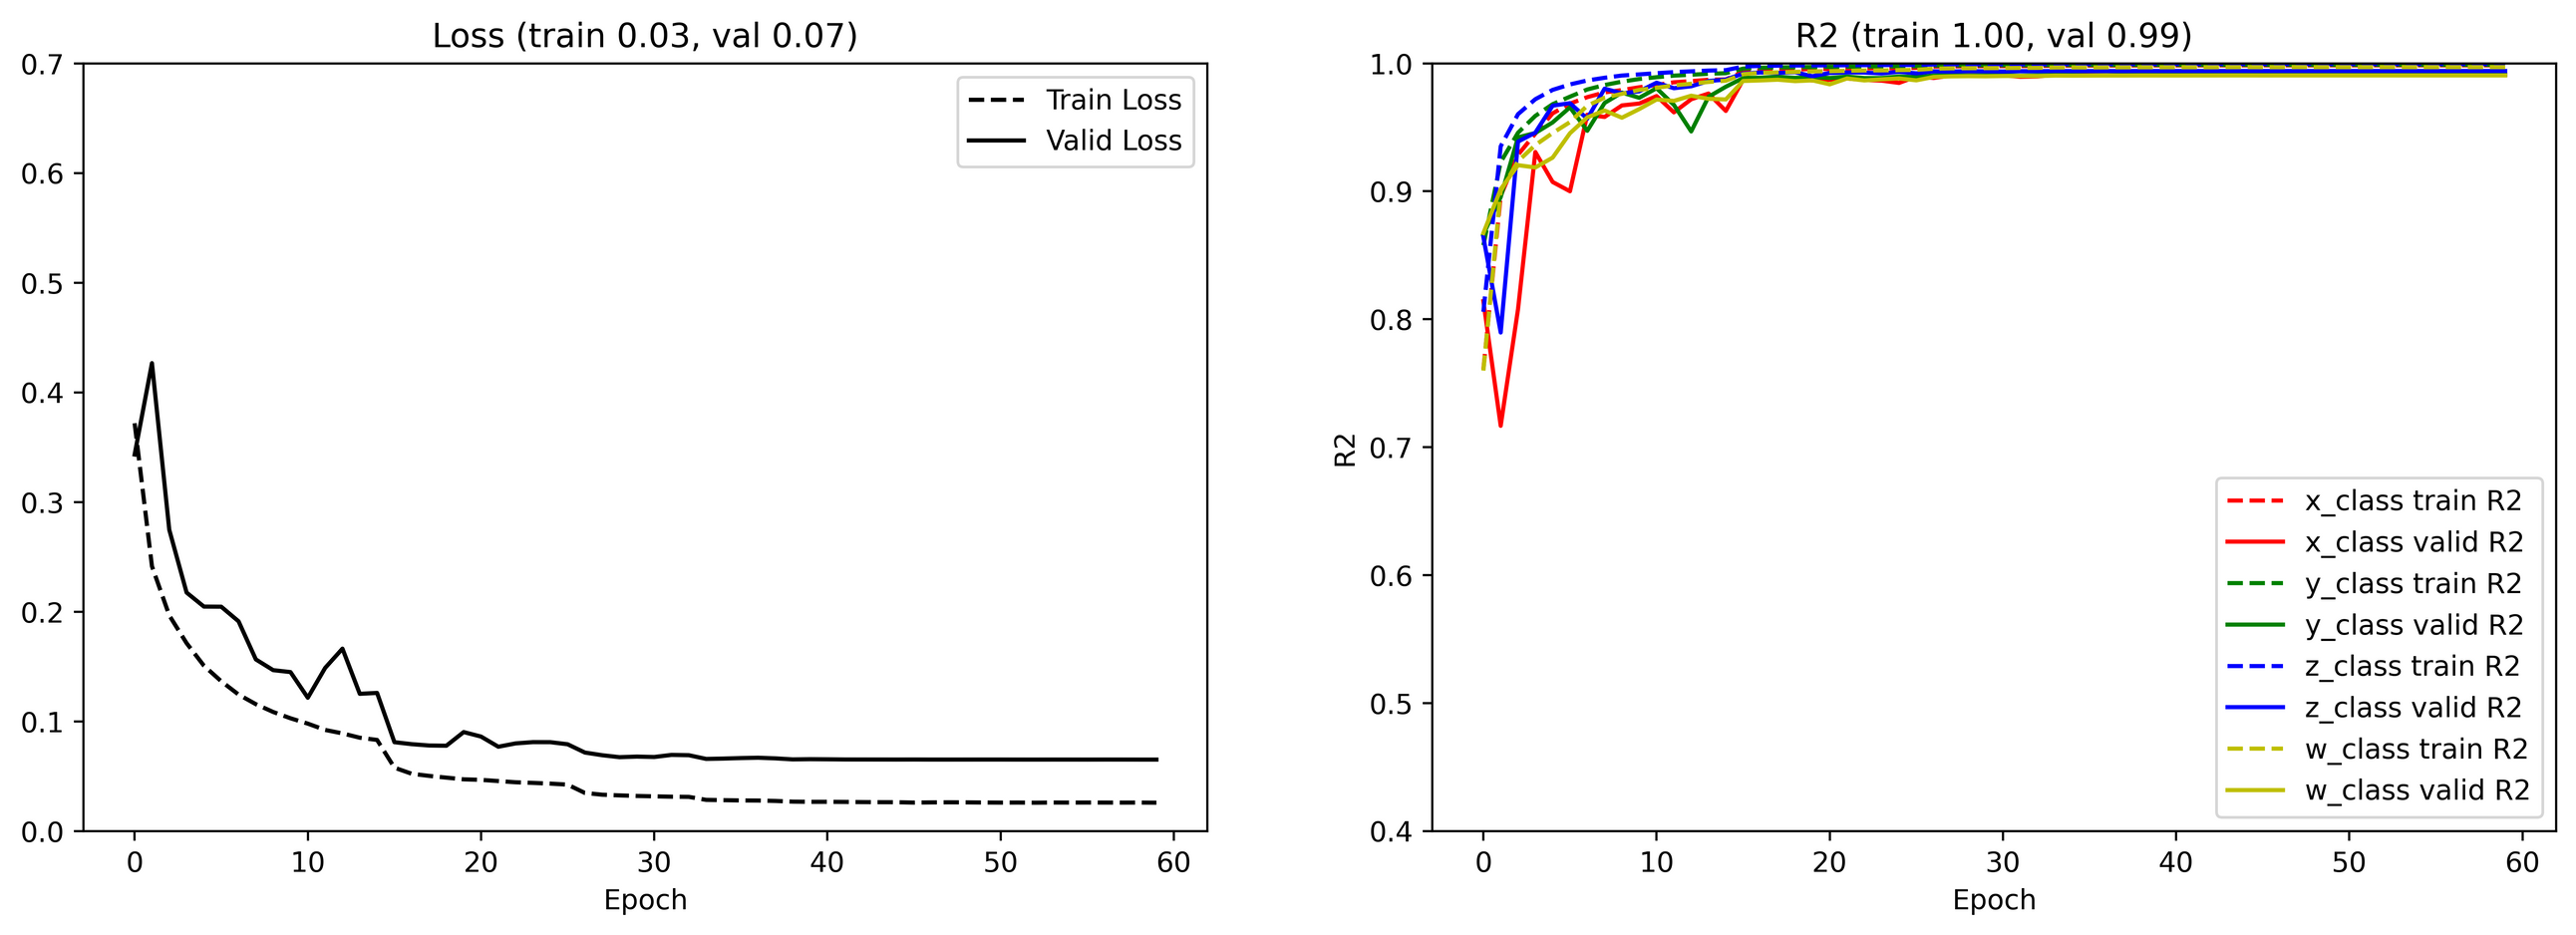 Loss (train 0.03, val 0.07)
0.7
0.6
0.5
0.4
0.3
0.2
0.1
0.0
Train Loss
Valid Loss
0 10 20 30 40 50 60
Epoch
R2 (train 1.00, val 0.99)
R2
1.0
0.9
0.8
0.7
0.6
0.5
0.4
x_class train R2
x_class valid R2
y_class train R2
y_class valid R2
z_class train R2
z_class valid R2
w_class train R2
w_class valid R2
0 10 20 30 40 50 60
Epoch